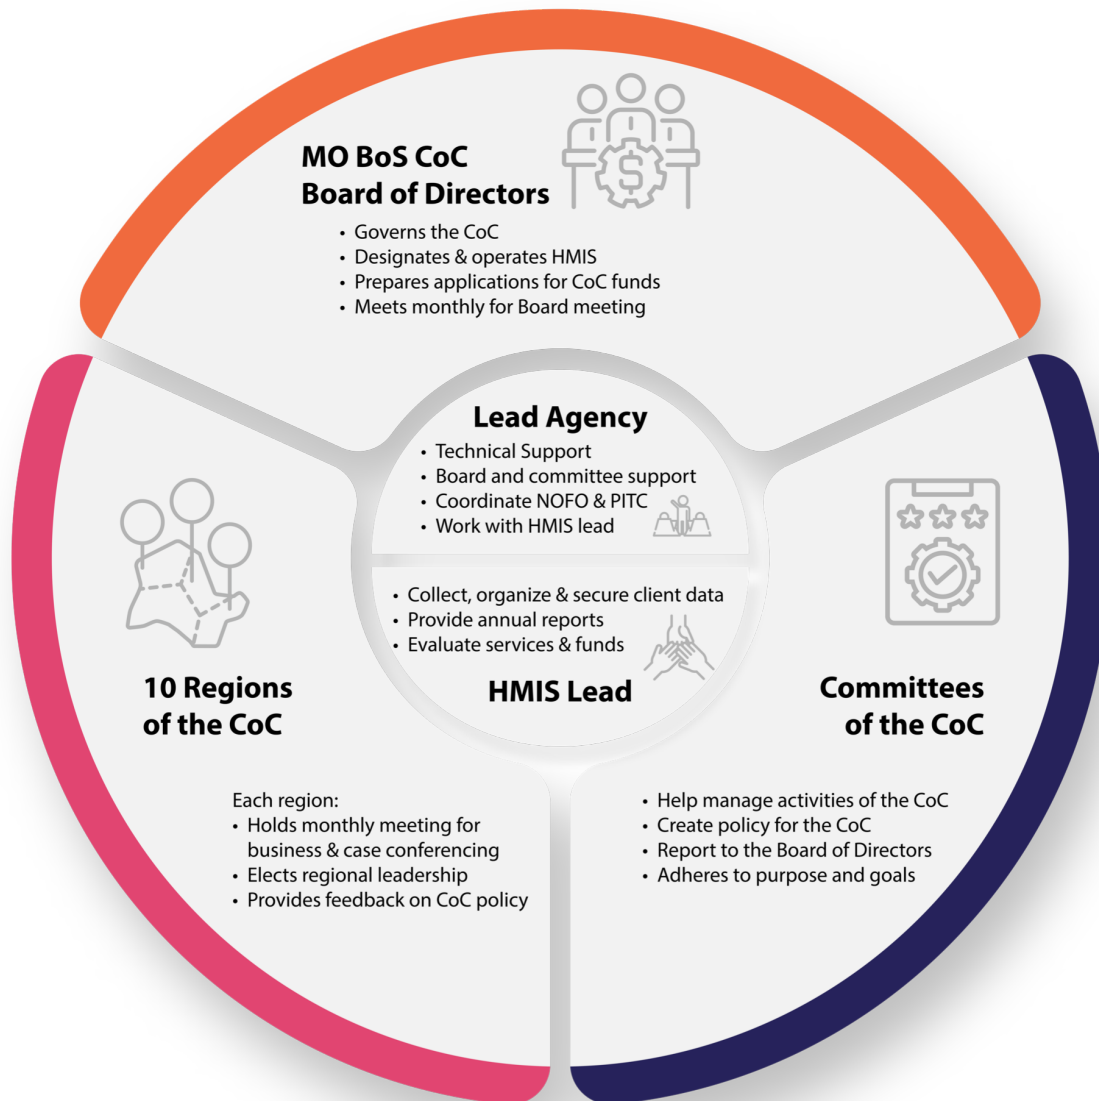 MO BoS CoC
Board of Directors
• Governs the CoC
• Designates & operates HMIS
• Prepares applications for CoC funds
• Meets monthly for Board meeting
Lead Agency
• Technical Support
• Board and committee support
• Coordinate NOFO & PITC
• Work with HMIS lead
• Collect, organize & secure client data
• Provide annual reports
• Evaluate services & funds
HMIS Lead
10 Regions
of the CoC
Each region:
• Holds monthly meeting for
business & case conferencing
• Elects regional leadership
• Provides feedback on CoC policy
Committees
of the CoC
• Help manage activities of the CoC
• Create policy for the CoC
• Report to the Board of Directors
• Adheres to purpose and goals